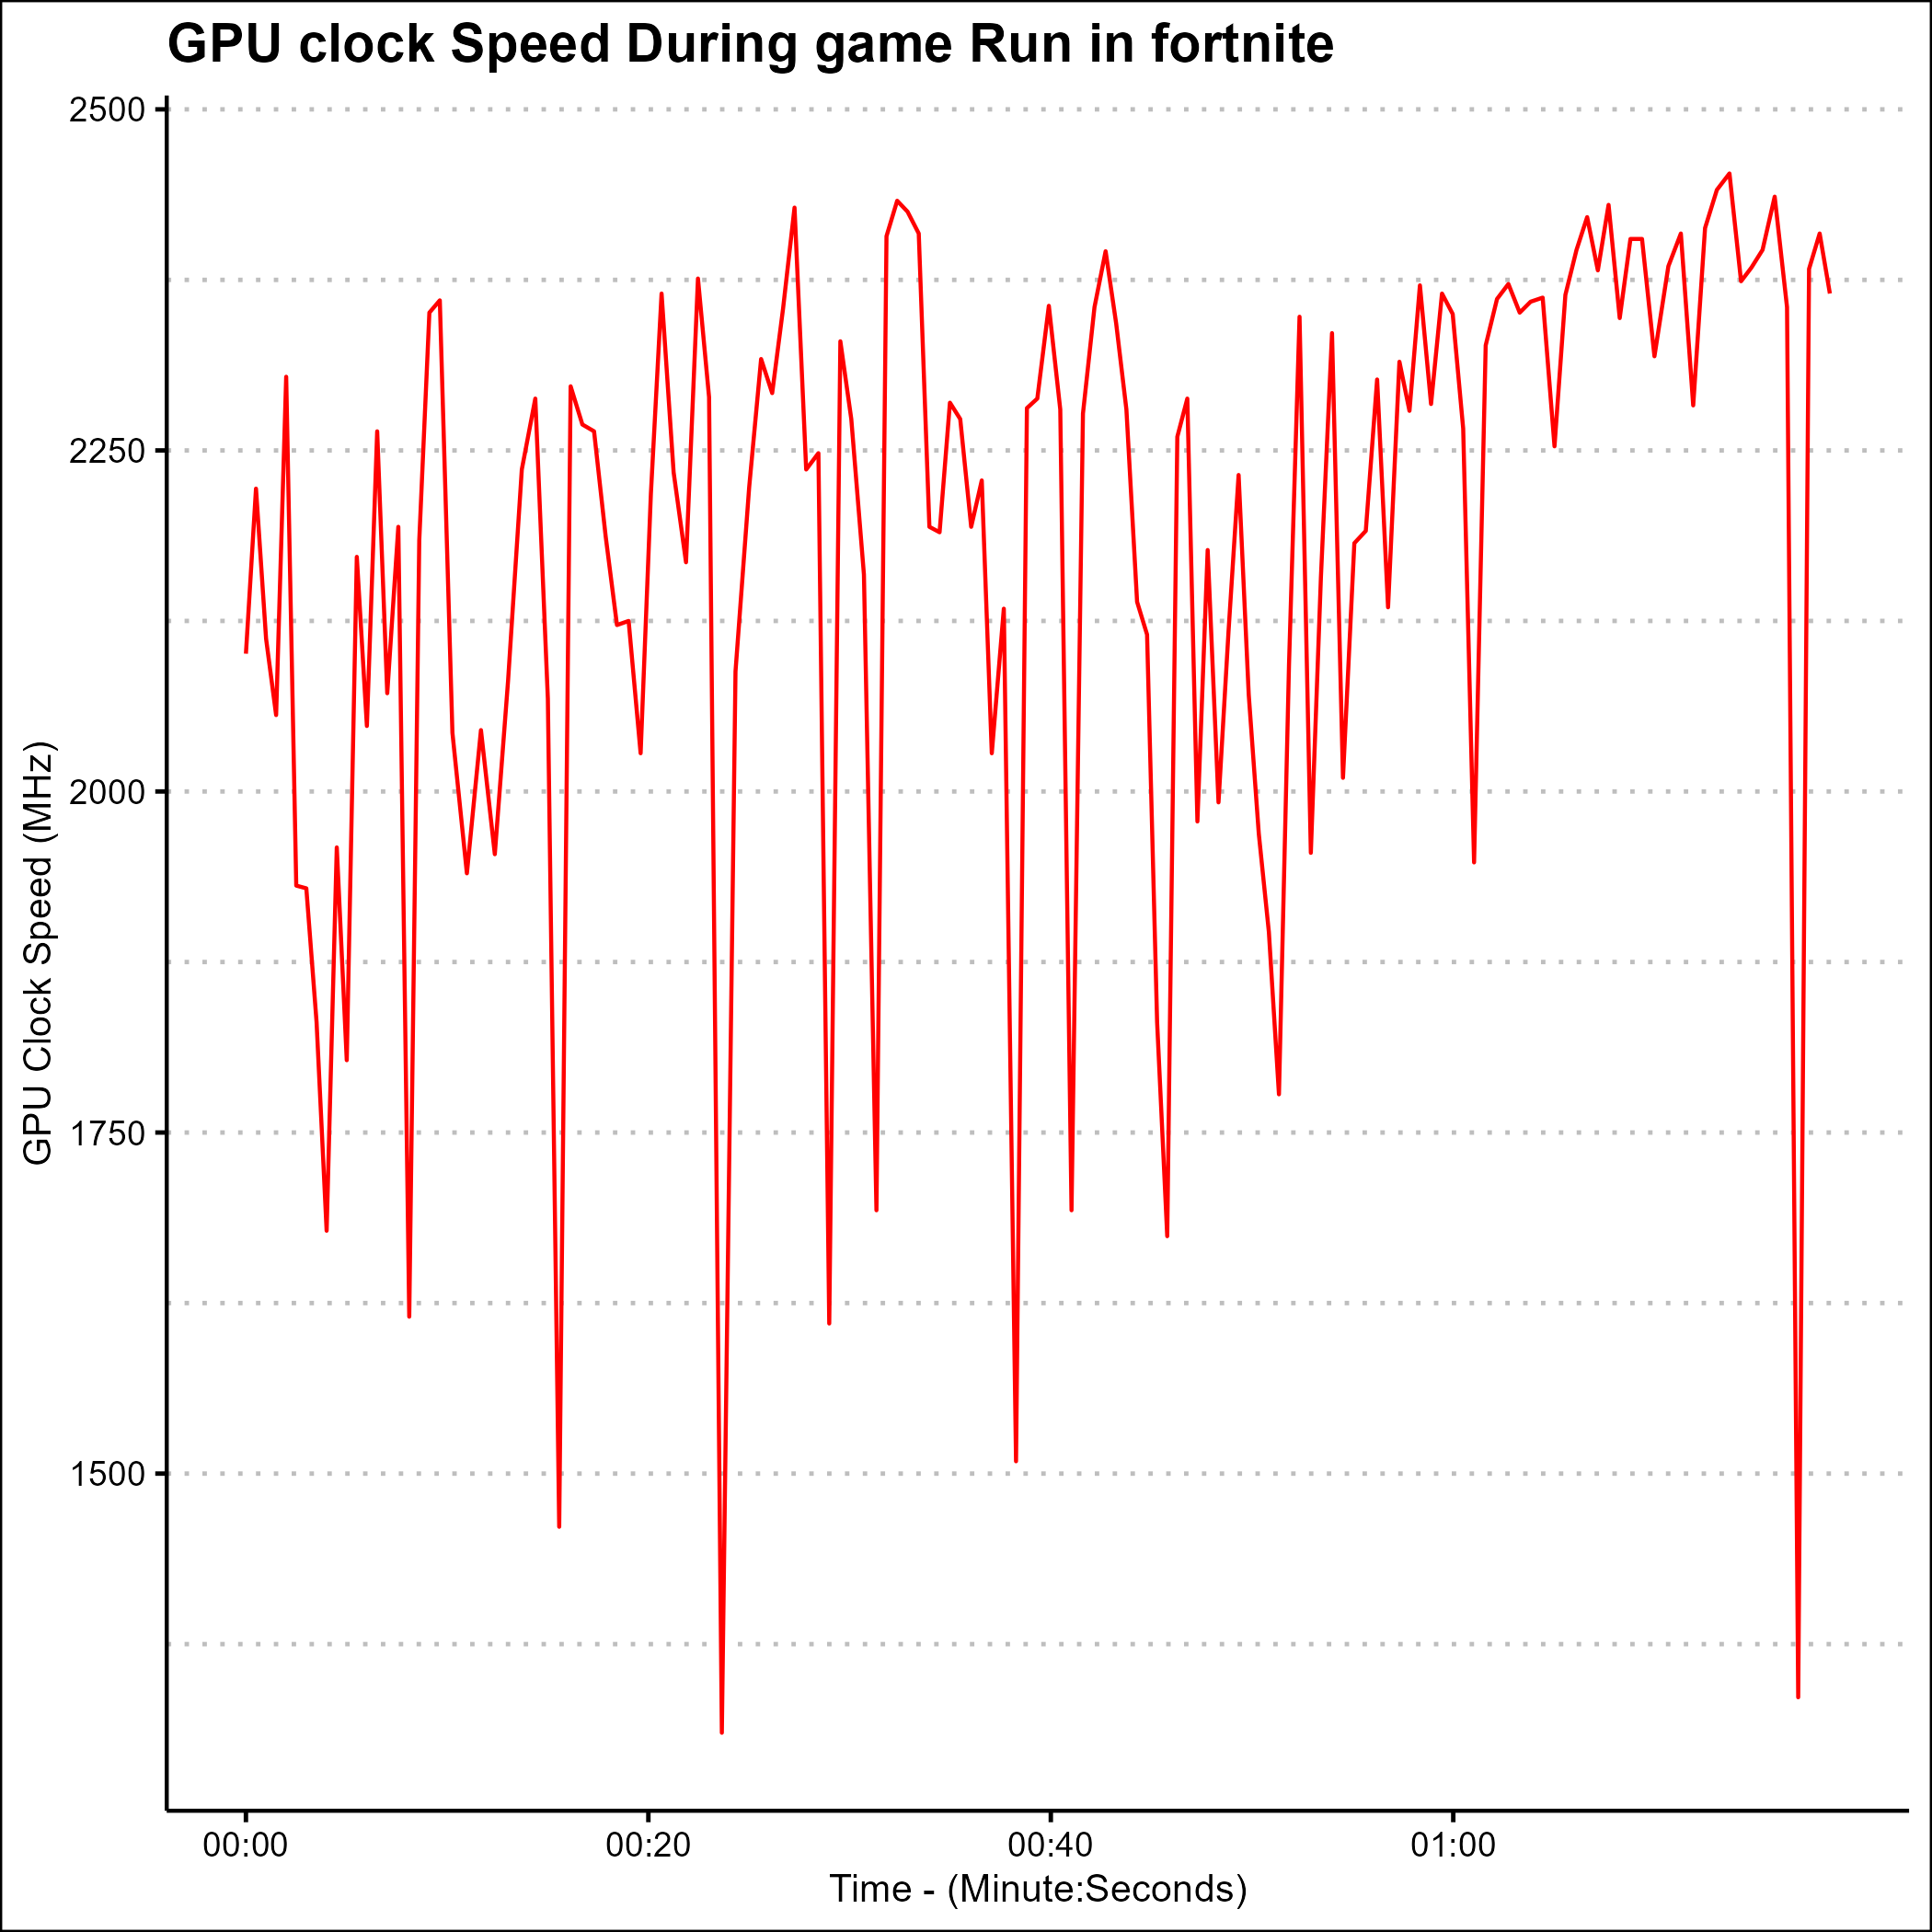 GPU clock Speed During game Run in fortnite
2500
2250
2000
1750
1500
GPU Clock Speed (MHz)
00:00 00:20 00:40 01:00
Time - (Minute:Seconds)